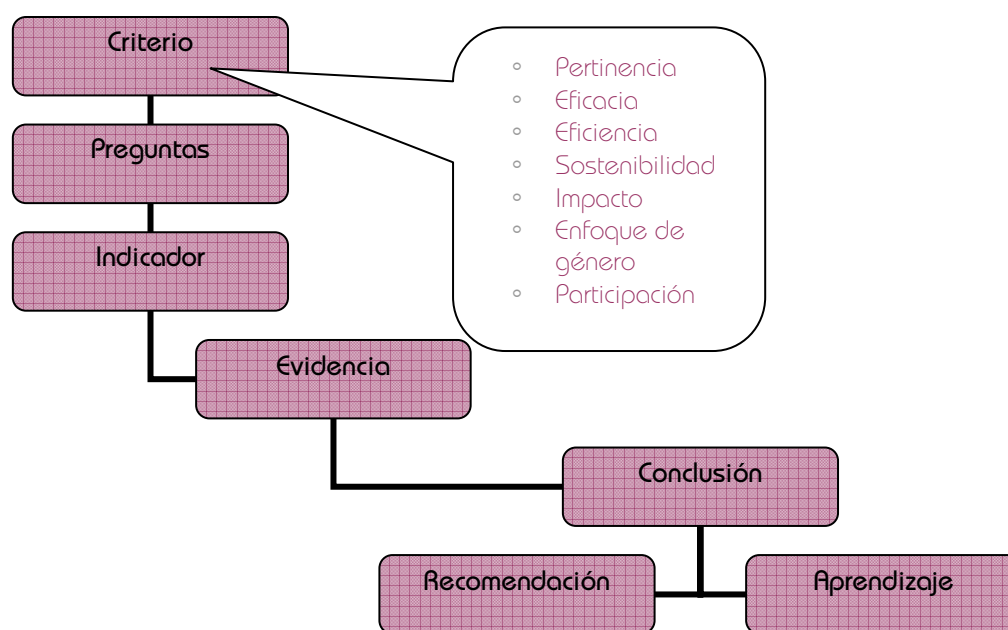 Criterio
Pertinencia
Eficacia
Eficiencia
Sostenibilidad
Impacto
Enfoque de
género
Participación
Preguntas
Indicador
Evidencia
Conclusión
Recomendación
Aprendizaje